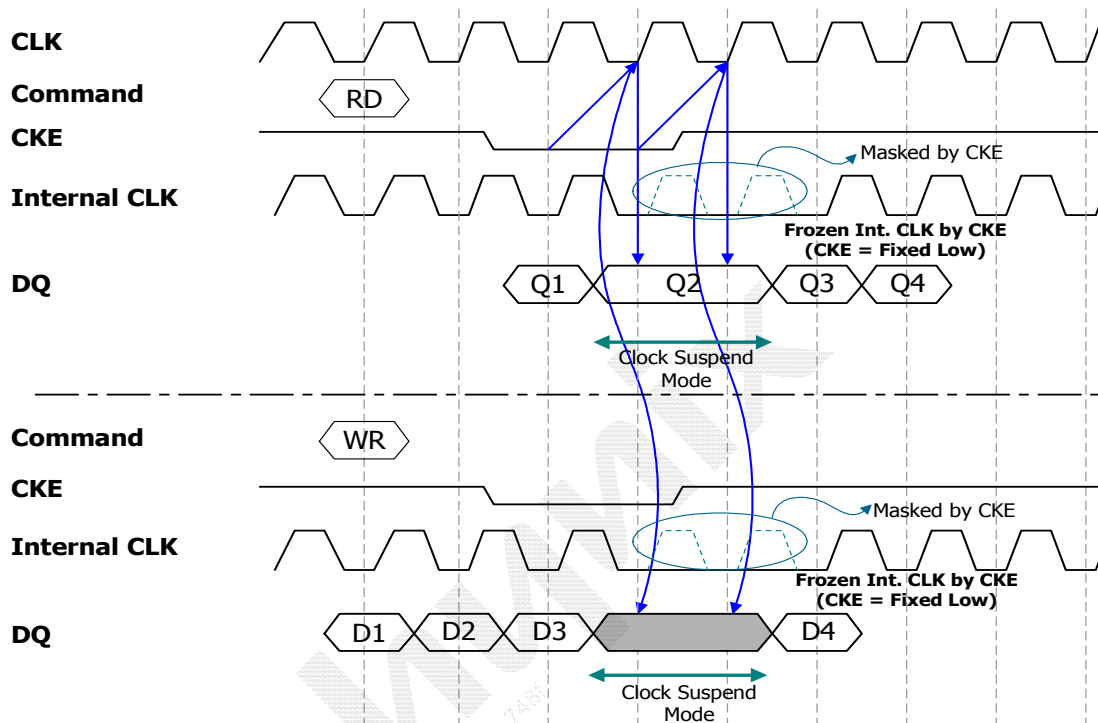 CLK
Command
RD
CKE
Masked by CKE
Internal CLK
Frozen Int. CLK by CKE
(CKE = Fixed Low)
DQ
Q1
Q2
Q3
Q4
Clock Suspend
Mode
Command
WR
CKE
Masked by CKE
Internal CLK
Frozen Int. CLK by CKE
(CKE = Fixed Low)
DQ
D1
D2
D3
D4
Clock Suspend
Mode